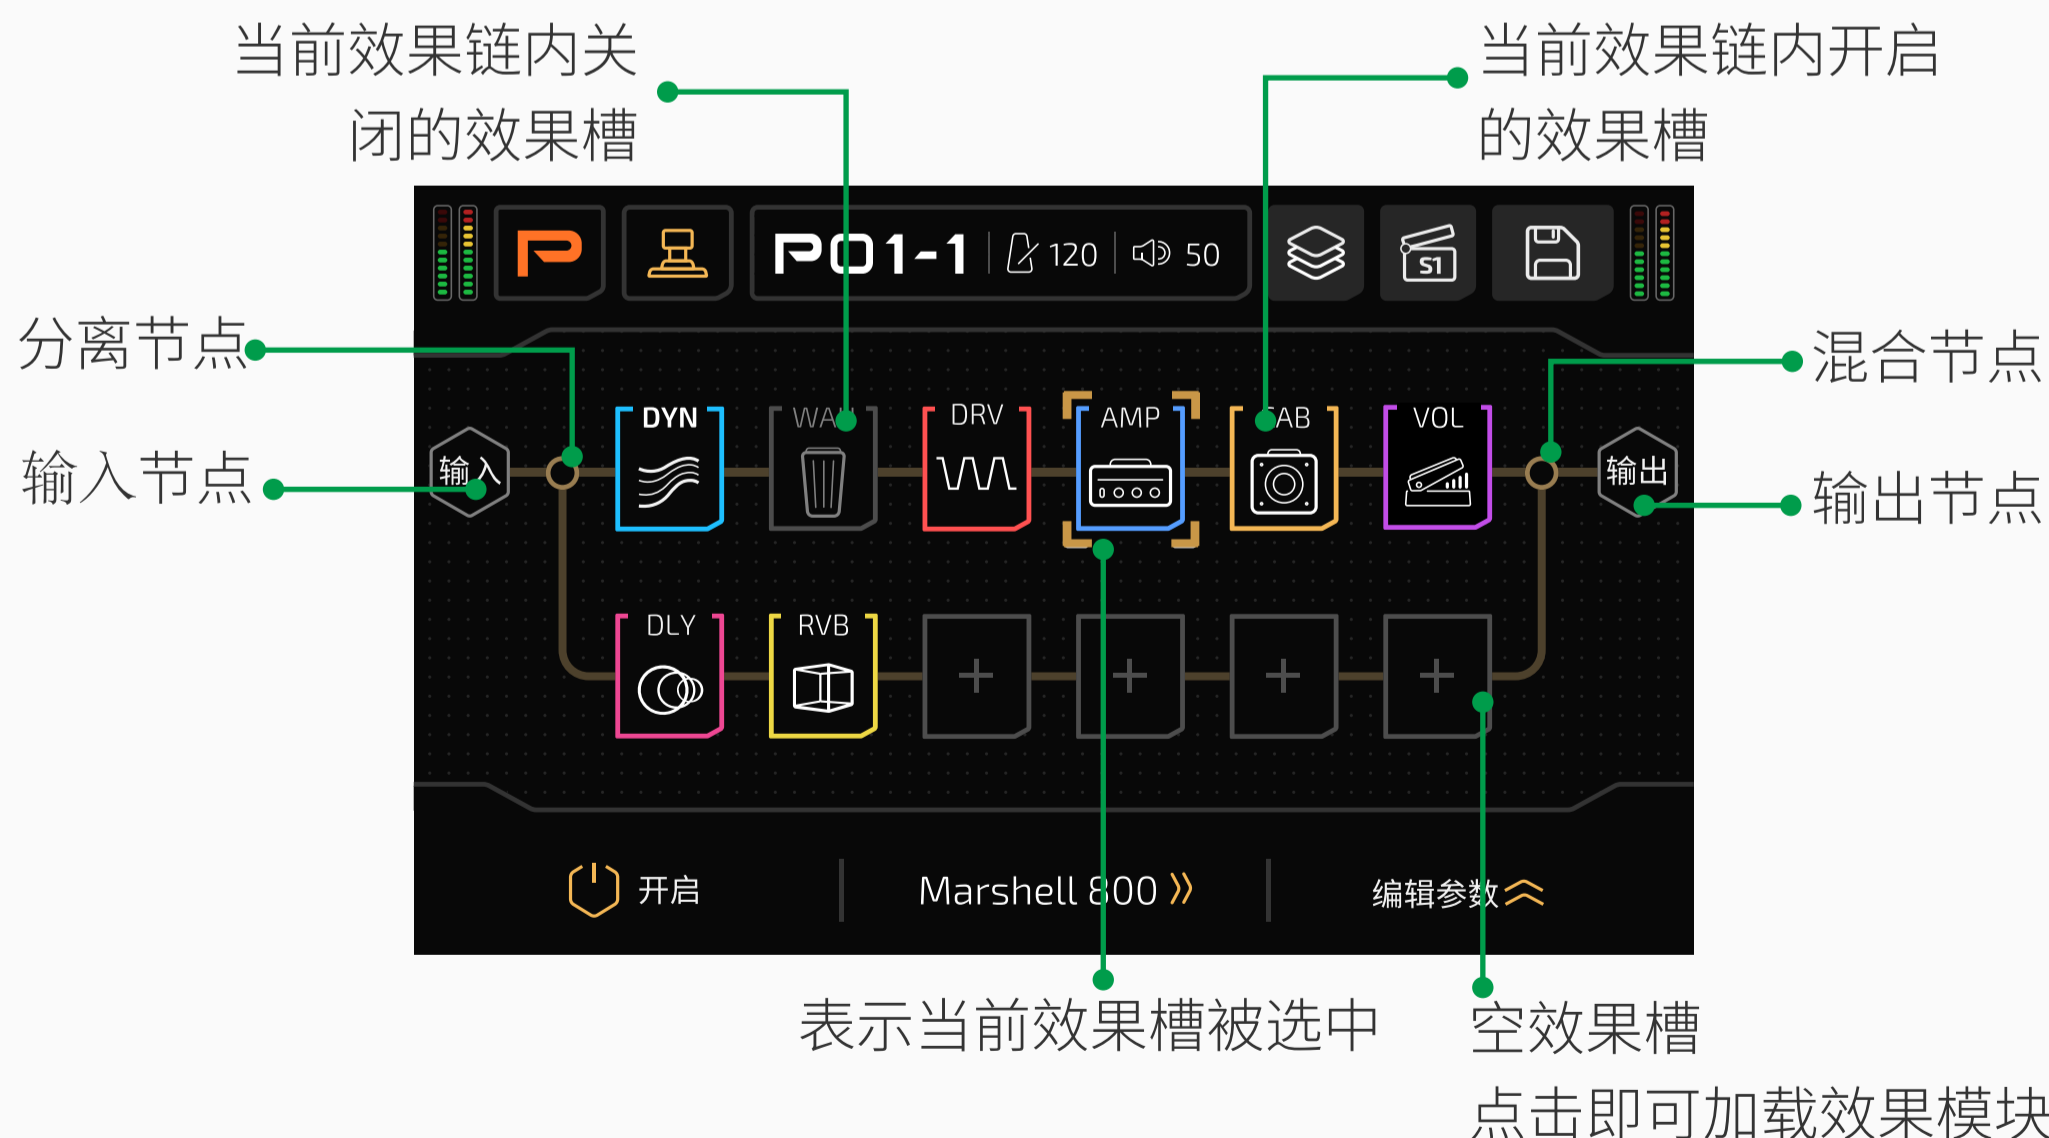 当前效果链内关
闭的效果槽
当前效果链内开启
的效果槽
P01-1 120 50 S1
分离节点
混合节点
DYN WAH DRV AMP CAB VOL
输入 输出
输入节点
输出节点
DLY RVB
开启 Marshell 800 编辑参数
表示当前效果槽被选中
空效果槽
点击即可加载效果模块